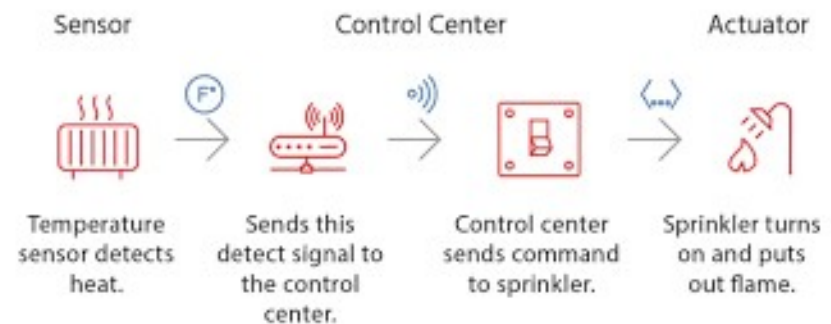 Sensor
Control Center
Actuator
F°
Temperature
sensor detects
heat.
Sends this
detect signal to
the control
center.
Control center
sends command
to sprinkler.
Sprinkler turns
on and puts
out flame.